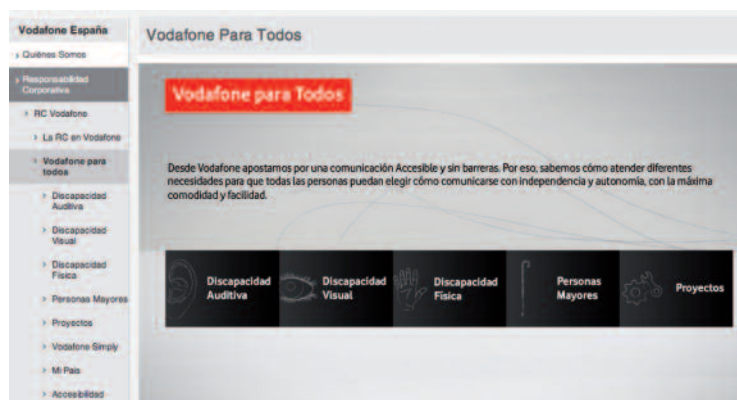 Vodafone España
Quiénes Somos
Responsabilidad
Corporativa
RC Vodafone
La RC en Vodafone
Vodafone para
todos
Discapacidad
Auditiva
Discapacidad
Visual
Discapacidad
Física
Personas Mayores
Proyectos
Vodafone Simply
Mi País
Accesibilidad
Vodafone Para Todos
Vodafone para Todos
Desde Vodafone apostamos por una comunicación Accesible y sin barreras. Por eso, sabemos cómo atender diferentes
necesidades para que todas las personas puedan elegir cómo comunicarse con independencia y autonomía, con la máxima
comodidad y facilidad.
Discapacidad
Auditiva
Discapacidad
Visual
Discapacidad
Física
Personas
Mayores
Proyectos